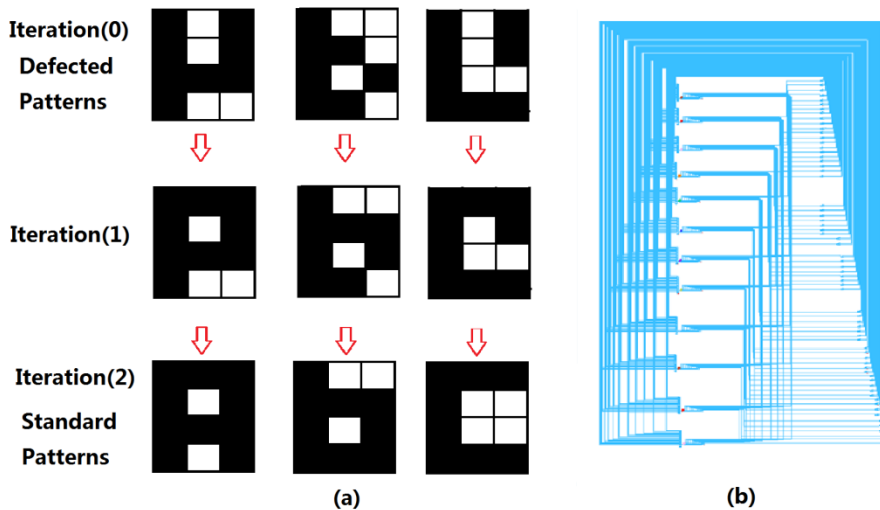 Iteration(0)
Defected
Patterns
Iteration(1)
Iteration(2)
Standard
Patterns
(a)
(b)